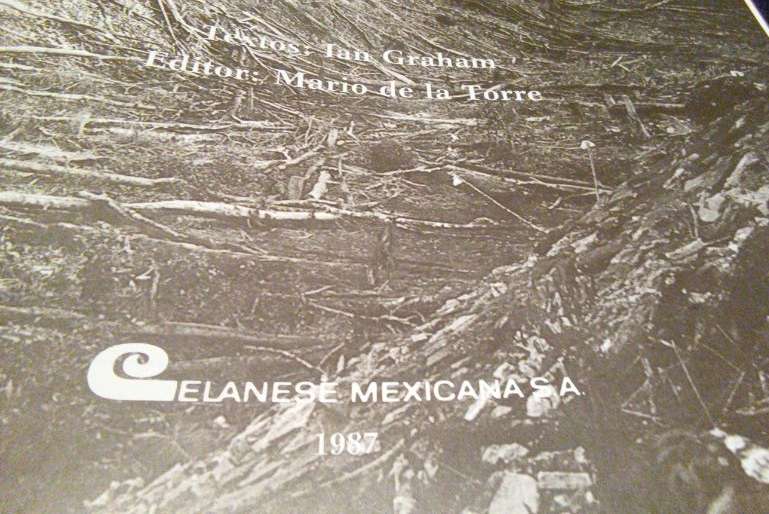 Textos: Ian Graham
Editor: Mario de la Torre
CELANESE MEXICANA S.A.
1987